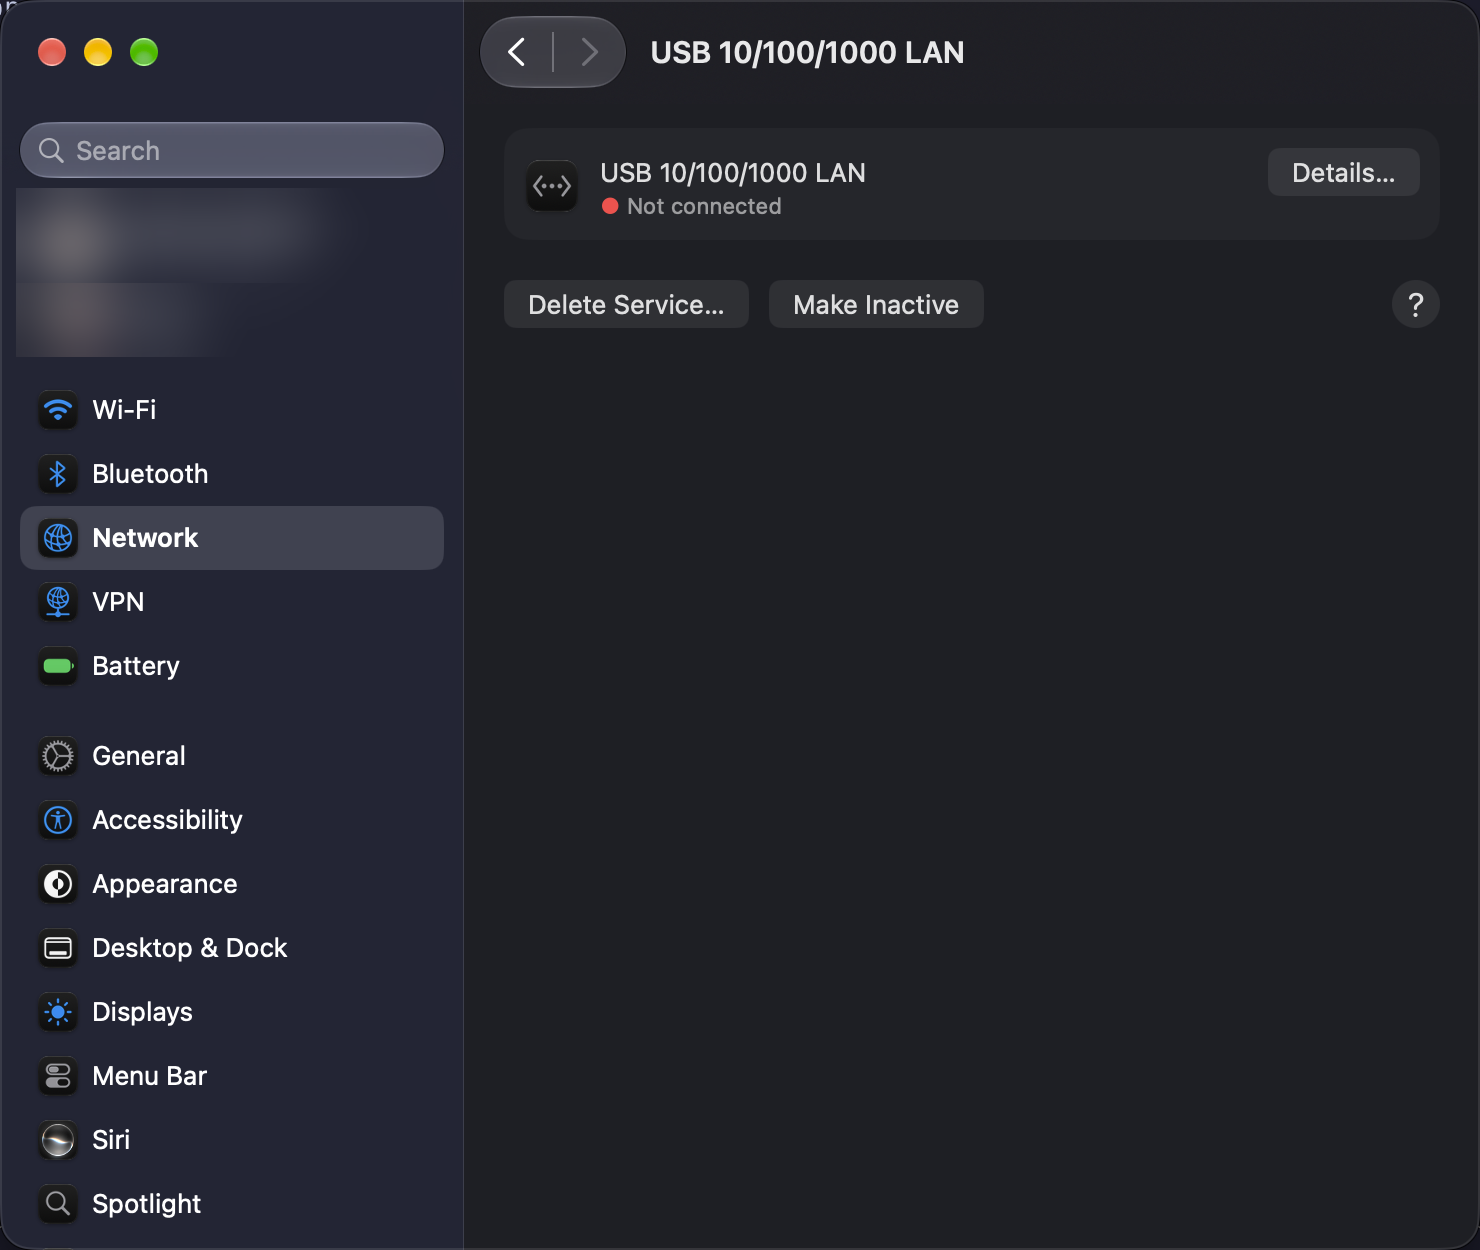 USB 10/100/1000 LAN
Search
USB 10/100/1000 LAN
Not connected
Details...
Delete Service...
Make Inactive
?
Wi-Fi
Bluetooth
Network
VPN
Battery
General
Accessibility
Appearance
Desktop & Dock
Displays
Menu Bar
Siri
Spotlight